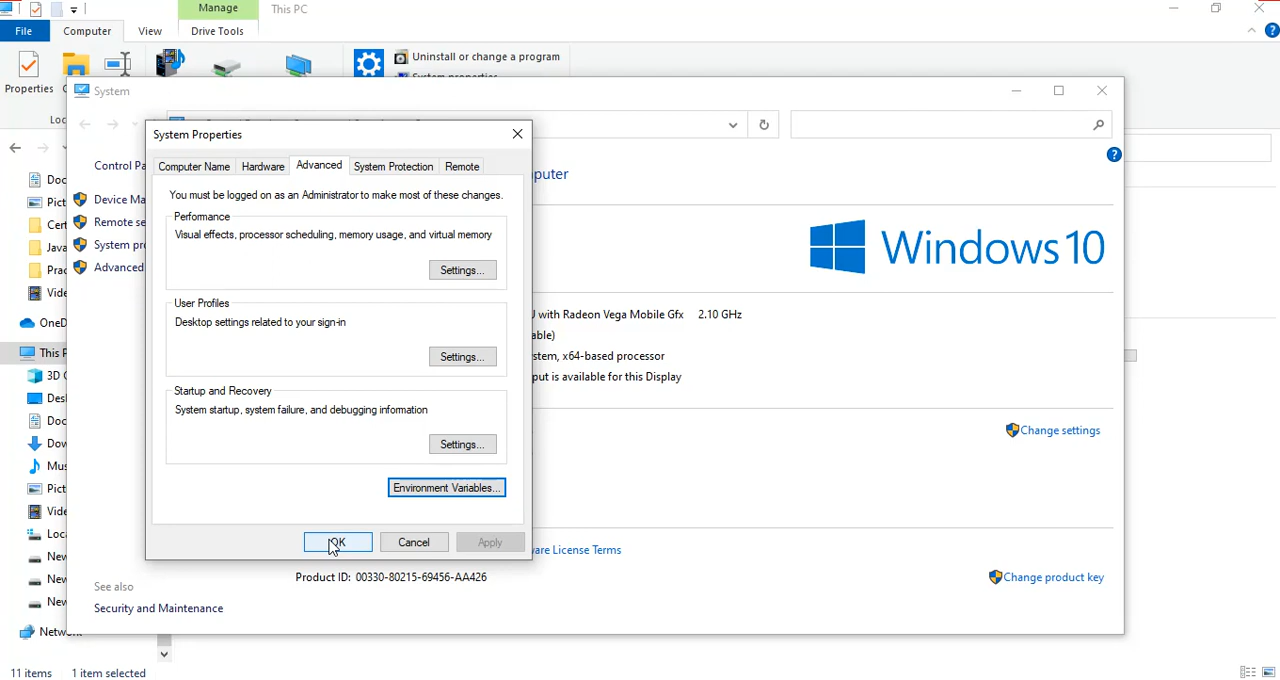 Manage
This PC
File
Computer
View
Drive Tools
Uninstall or change a program
System properties
Properties
System
System Properties
Computer Name
Hardware
Advanced
System Protection
Remote
You must be logged on as an Administrator to make most of these changes.
Performance
Visual effects, processor scheduling, memory usage, and virtual memory
Settings...
User Profiles
Desktop settings related to your sign-in
Settings...
Startup and Recovery
System startup, system failure, and debugging information
Settings...
Environment Variables...
OK
Cancel
Apply
Control Pa
Device Ma
Remote se
System pro
Advanced
Windows 10
with Radeon Vega Mobile Gfx 2.10 GHz
able)
stem, x64-based processor
put is available for this Display
Change settings
Product ID: 00330-80215-69456-AA426
Change product key
See also
Security and Maintenance
Doc
Pict
Cert
Java
Prac
Vide
OneD
This P
3D
Des
Doc
Dow
Mus
Pict
Vide
Loca
New
New
New
Netwo
11 items
1 item selected